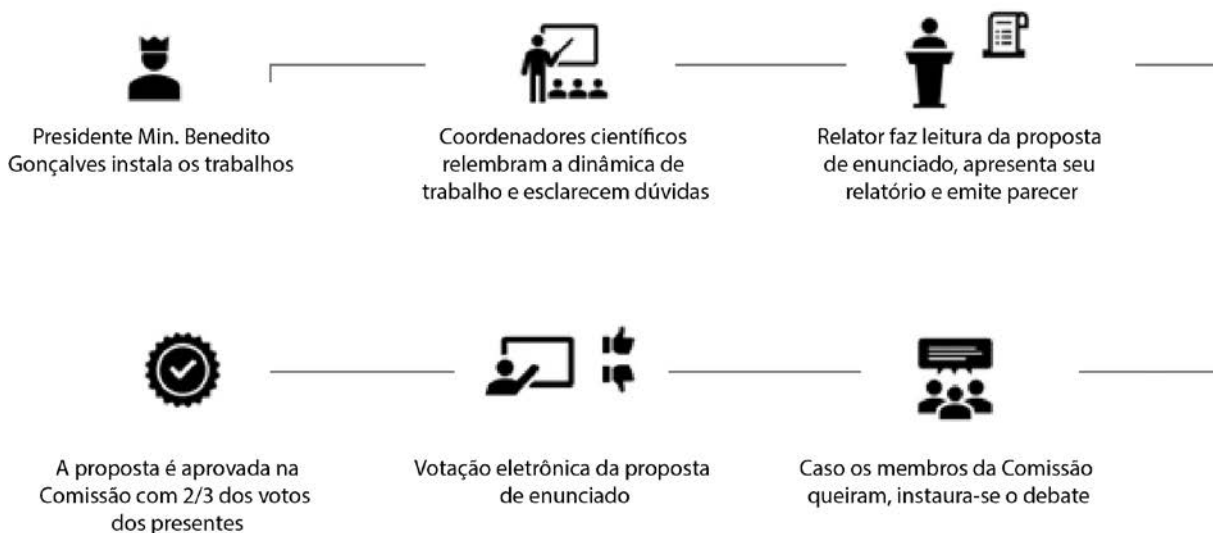 Presidente Min. Benedito
Gonçalves instala os trabalhos
Coordenadores científicos
relembram a dinâmica de
trabalho e esclarecem dúvidas
Relator faz leitura da proposta
de enunciado, apresenta seu
relatório e emite parecer
A proposta é aprovada na
Comissão com 2/3 dos votos
dos presentes
Votação eletrônica da proposta
de enunciado
Caso os membros da Comissão
queiram, instaura-se o debate